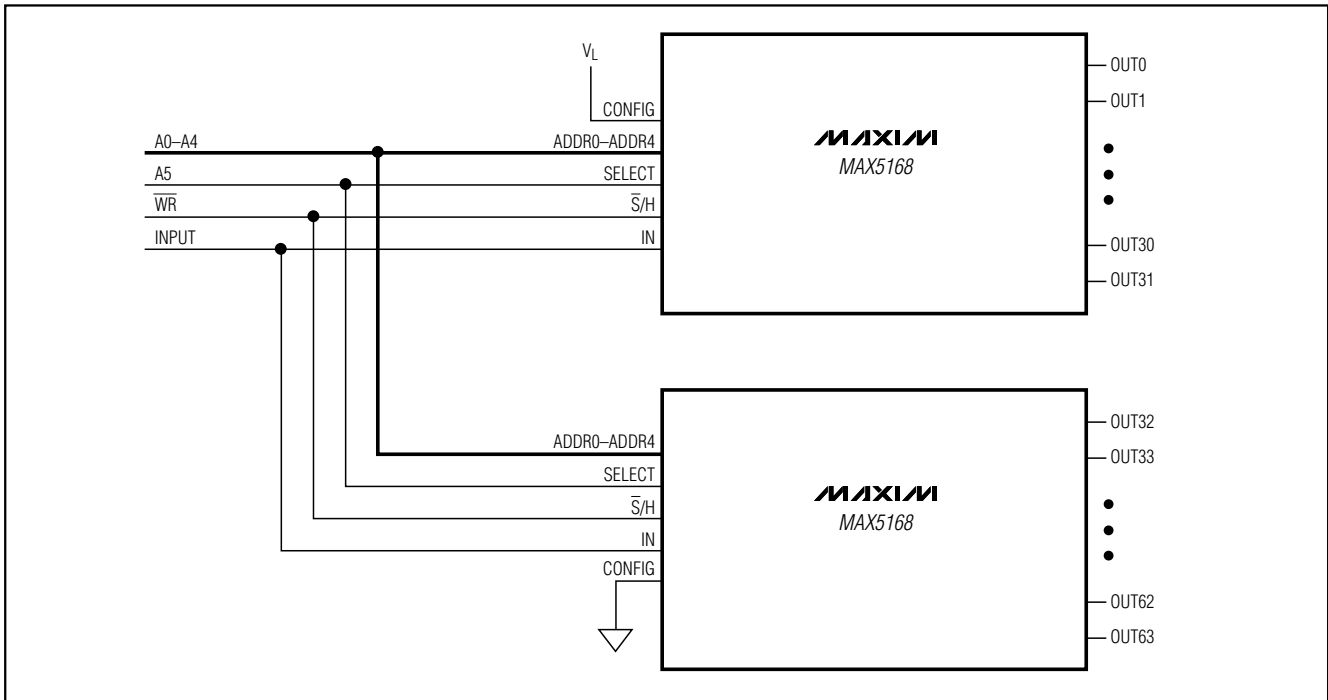 VL
CONFIG
A0–A4
ADDR0–ADDR4
A5
SELECT
W̅R̅
S̅/H
INPUT
IN
MAXIM
MAX5168
OUT0
OUT1
OUT30
OUT31
ADDR0–ADDR4
SELECT
S̅/H
IN
CONFIG
MAXIM
MAX5168
OUT32
OUT33
OUT62
OUT63